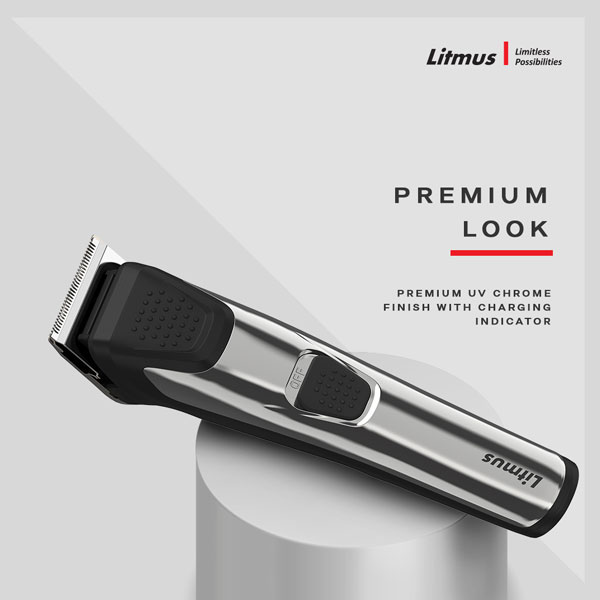 Litmus
Limitless
Possibilities
PREMIUM
LOOK
PREMIUM UV CHROME
FINISH WITH CHARGING
INDICATOR
OFF
Litmus